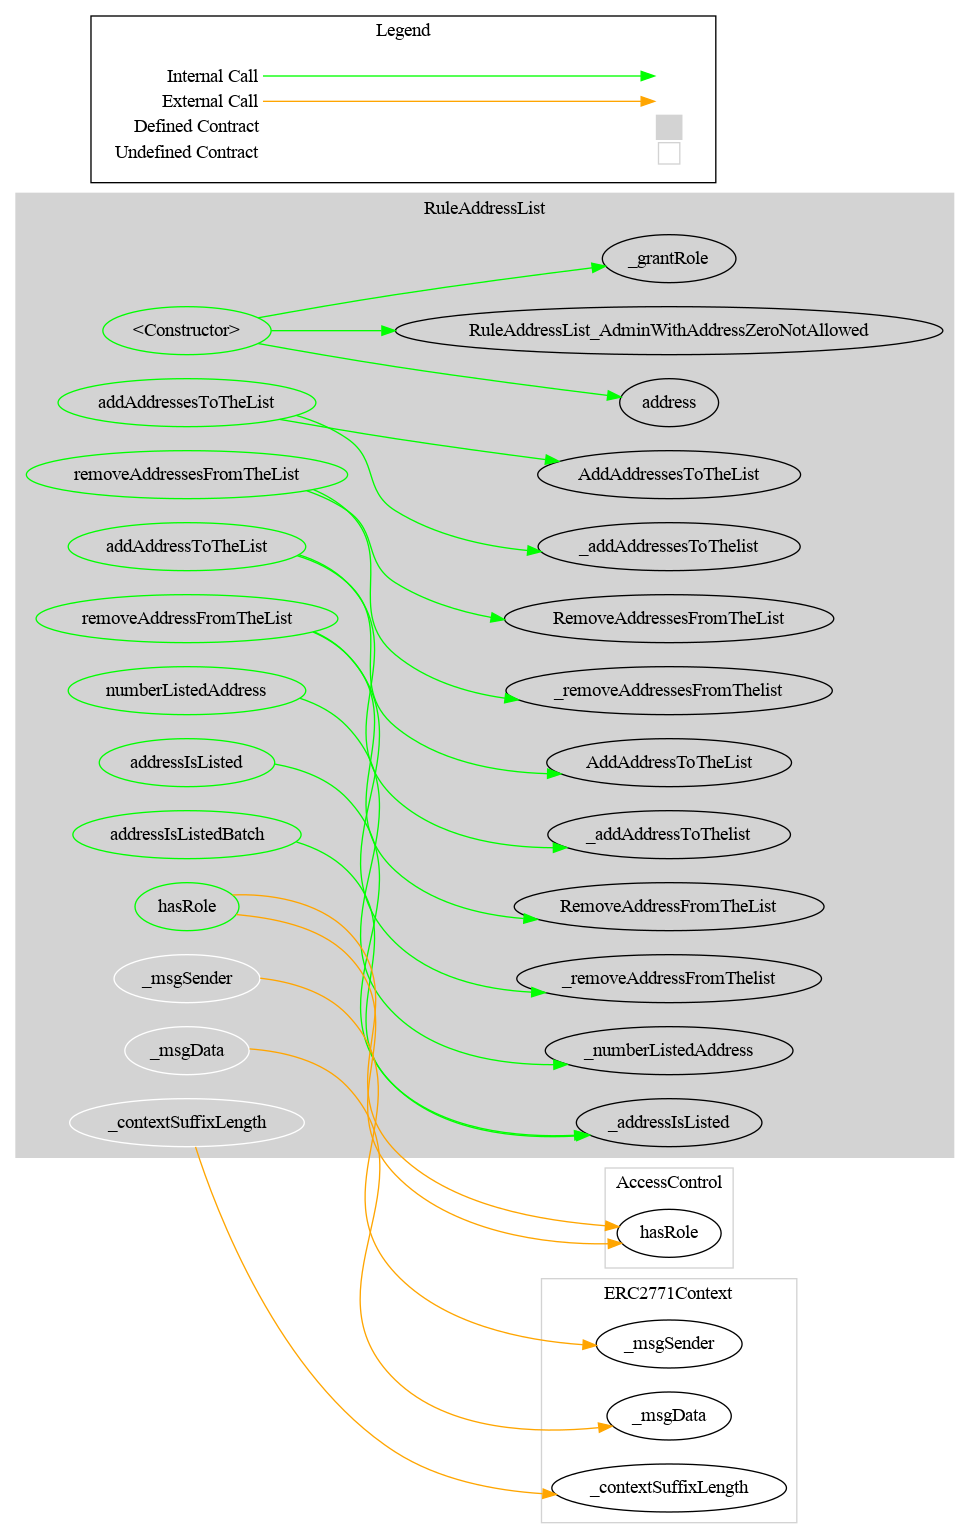 Legend
Internal Call
External Call
Defined Contract
Undefined Contract
RuleAddressList
_grantRole
<Constructor>
RuleAddressList_AdminWithAddressZeroNotAllowed
addAddressesToTheList
address
removeAddressesFromTheList
AddAddressesToTheList
addAddressToTheList
_addAddressesToThelist
removeAddressFromTheList
RemoveAddressesFromTheList
numberListedAddress
_removeAddressesFromThelist
addressIsListed
AddAddressToTheList
addressIsListedBatch
_addAddressToThelist
hasRole
RemoveAddressFromTheList
_msgSender
_removeAddressFromThelist
_msgData
_numberListedAddress
_contextSuffixLength
_addressIsListed
AccessControl
hasRole
ERC2771Context
_msgSender
_msgData
_contextSuffixLength